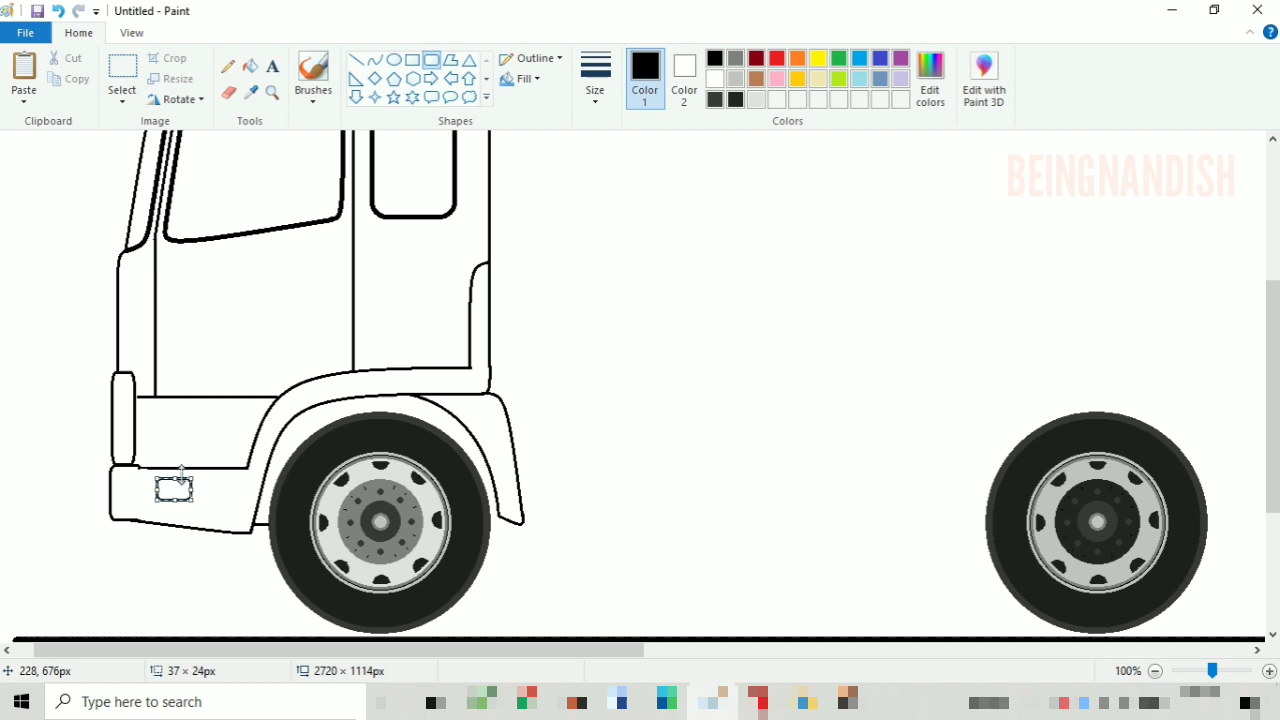 Untitled - Paint
File
Home
View
Cut
Copy
Paste
Clipboard
Crop
Resize
Rotate
Select
Image
A
Tools
Brushes
Outline
Fill
Shapes
Size
Color
1
Color
2
Edit
colors
Colors
Edit with
Paint 3D
BEINGNANDISH
228, 676px
37 × 24px
2720 × 1114px
100%
Type here to search